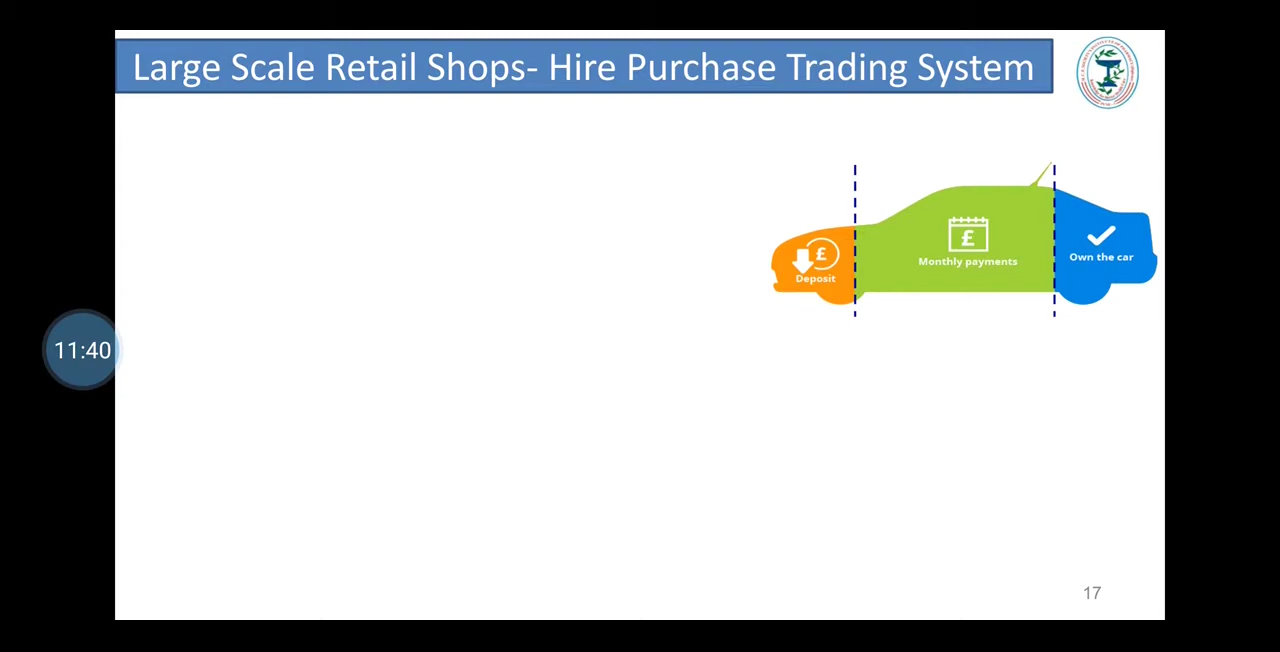 Large Scale Retail Shops- Hire Purchase Trading System
£
Deposit
£
Monthly payments
Own the car
11:40
17